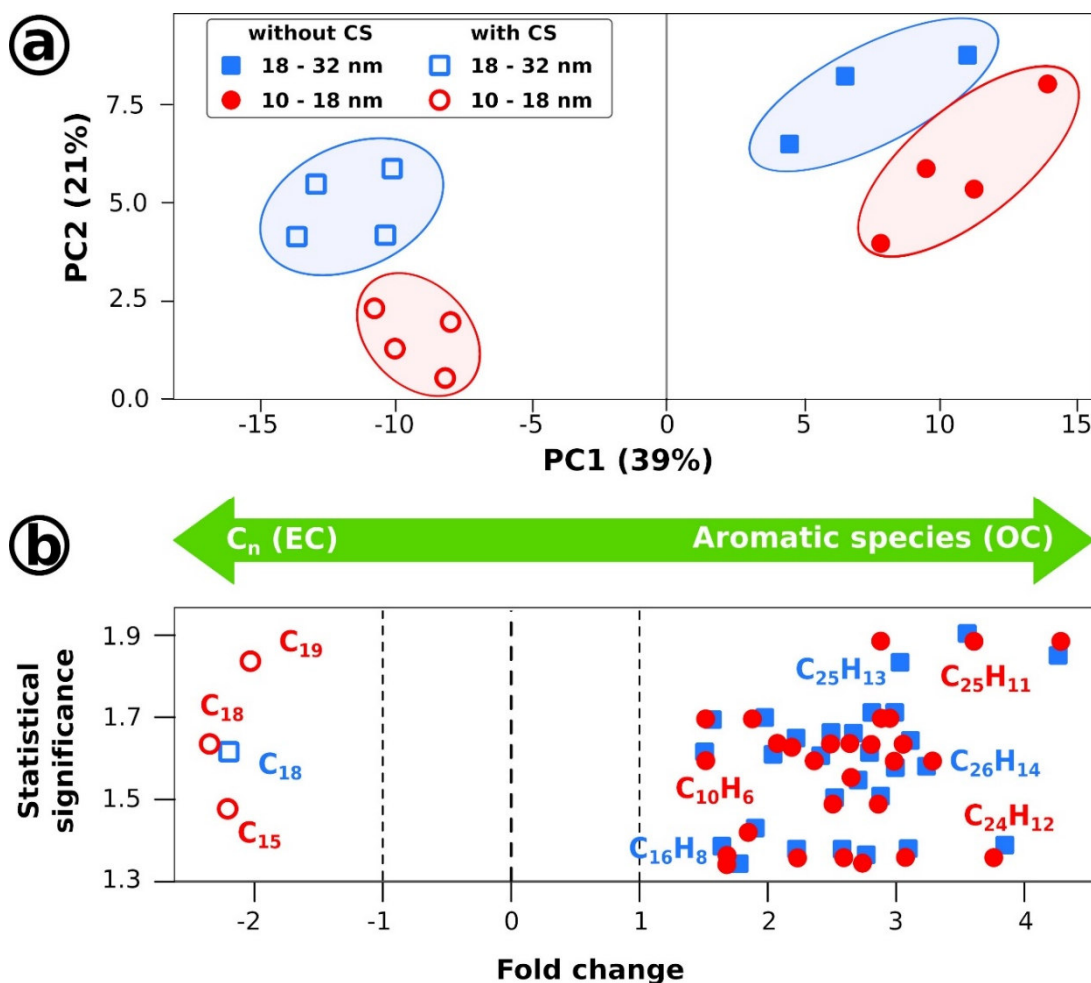 a
without CS with CS
18 - 32 nm 18 - 32 nm
10 - 18 nm 10 - 18 nm
PC2 (21%)
7.5
5.0
2.5
0.0
-15 -10 -5 0 5 10 15
PC1 (39%)
b
Cₙ (EC) Aromatic species (OC)
Statistical
significance
1.9
1.7
1.5
1.3
C₁₉
C₁₈
C₁₈
C₁₅
C₂₅H₁₃
C₂₅H₁₁
C₂₆H₁₄
C₁₀H₆
C₂₄H₁₂
C₁₆H₈
-2 -1 0 1 2 3 4
Fold change